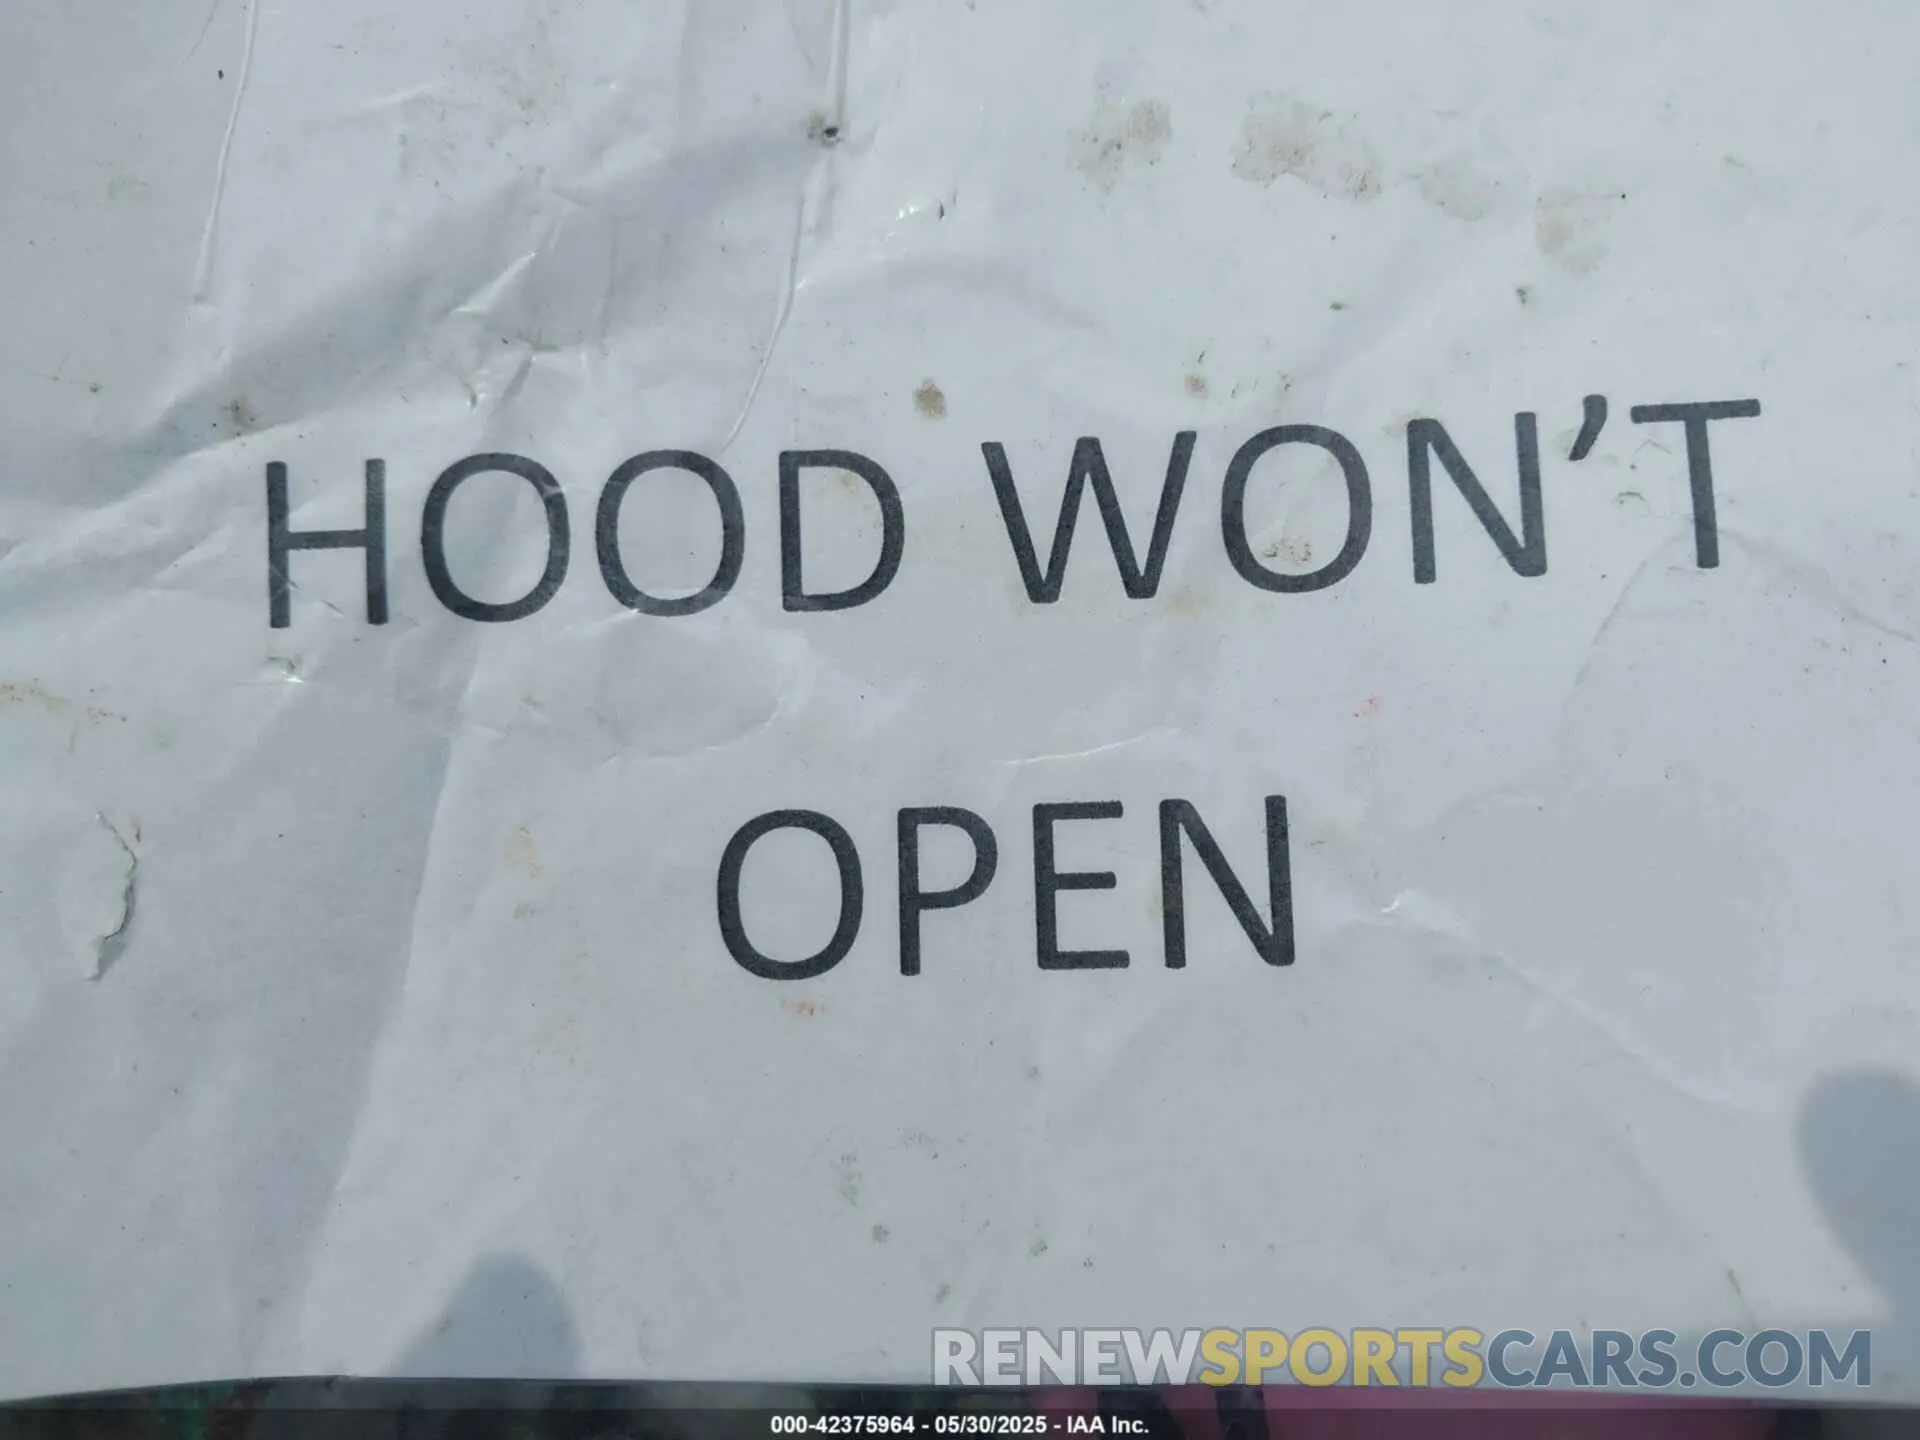 HOOD WON'T
OPEN
RENEWSPORTSCARS.COM
000-42375964 - 05/30/2025 - IAA Inc.